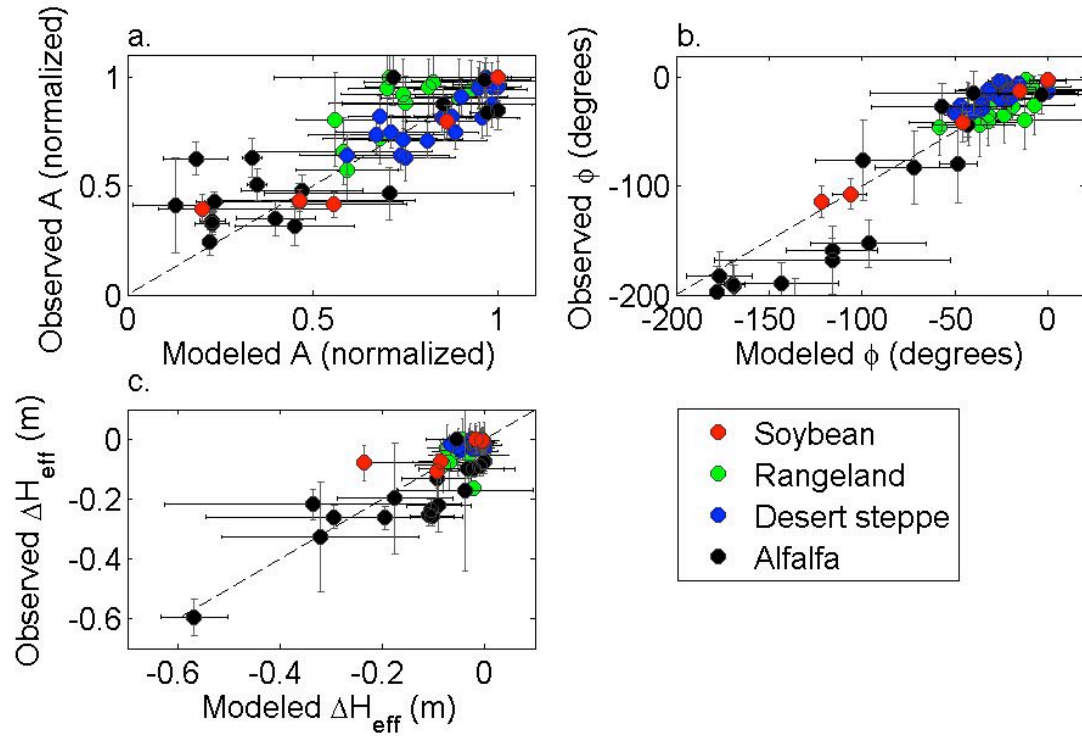 a.
Observed A (normalized)
1
0.5
0
0
0.5
1
Modeled A (normalized)
b.
Observed ϕ (degrees)
0
-100
-200
-200
-150
-100
-50
0
Modeled ϕ (degrees)
c.
Observed ΔH_eff (m)
0
-0.2
-0.4
-0.6
-0.6
-0.4
-0.2
0
Modeled ΔH_eff (m)
Soybean
Rangeland
Desert steppe
Alfalfa